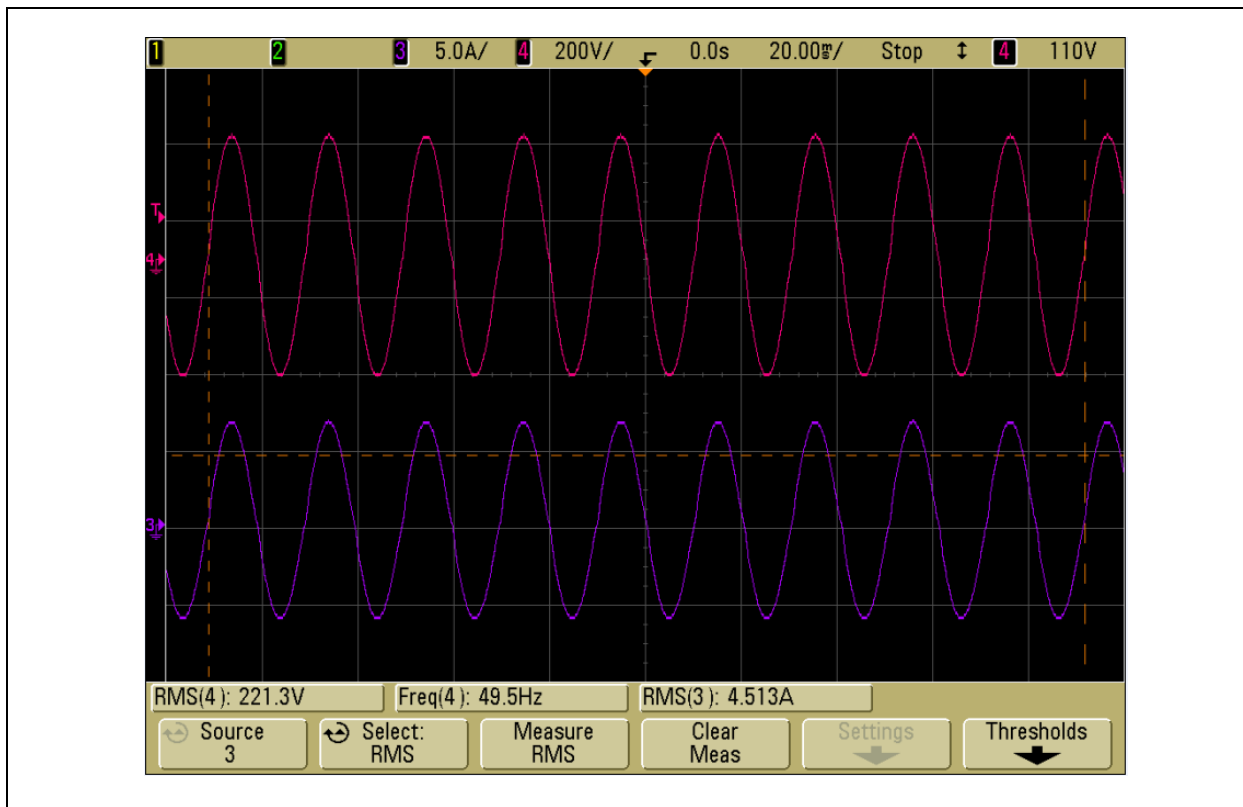 1 2 3 5.0A/ 4 200V/ 0.0s 20.00㎳/ Stop ↕ 4 110V
T
4
3
RMS(4): 221.3V Freq(4): 49.5Hz RMS(3): 4.513A
Source Select: Measure Clear Settings Thresholds
3 RMS RMS Meas